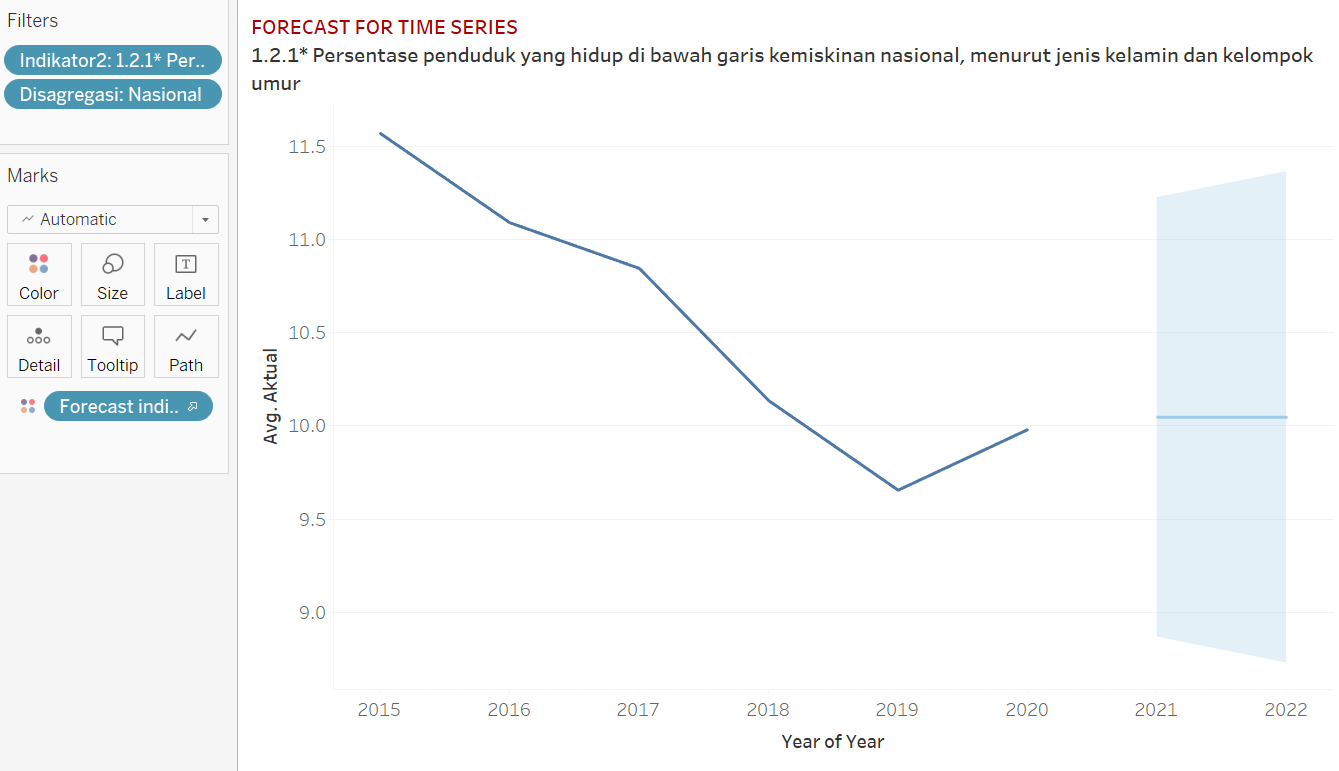 Filters
Indikator2: 1.2.1* Per..
Disagregasi: Nasional
Marks
Automatic
Color
Size
Label
Detail
Tooltip
Path
Forecast indi..
FORECAST FOR TIME SERIES
1.2.1* Persentase penduduk yang hidup di bawah garis kemiskinan nasional, menurut jenis kelamin dan kelompok
umur
Avg. Aktual
11.5
11.0
10.5
10.0
9.5
9.0
2015 2016 2017 2018 2019 2020 2021 2022
Year of Year